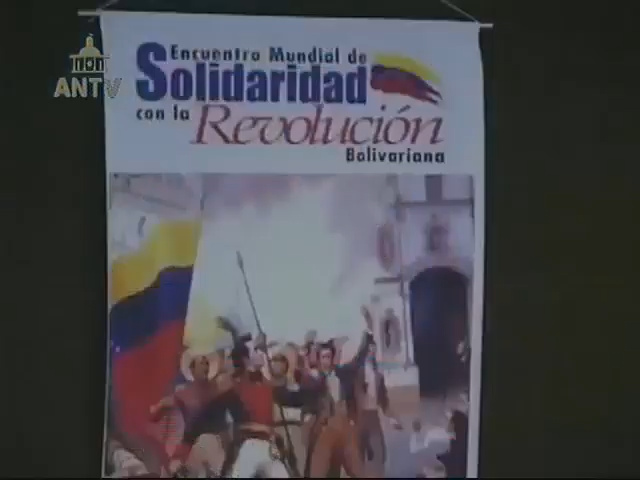 ANTV
Encuentro Mundial de
Solidaridad
con la Revolución
Bolivariana